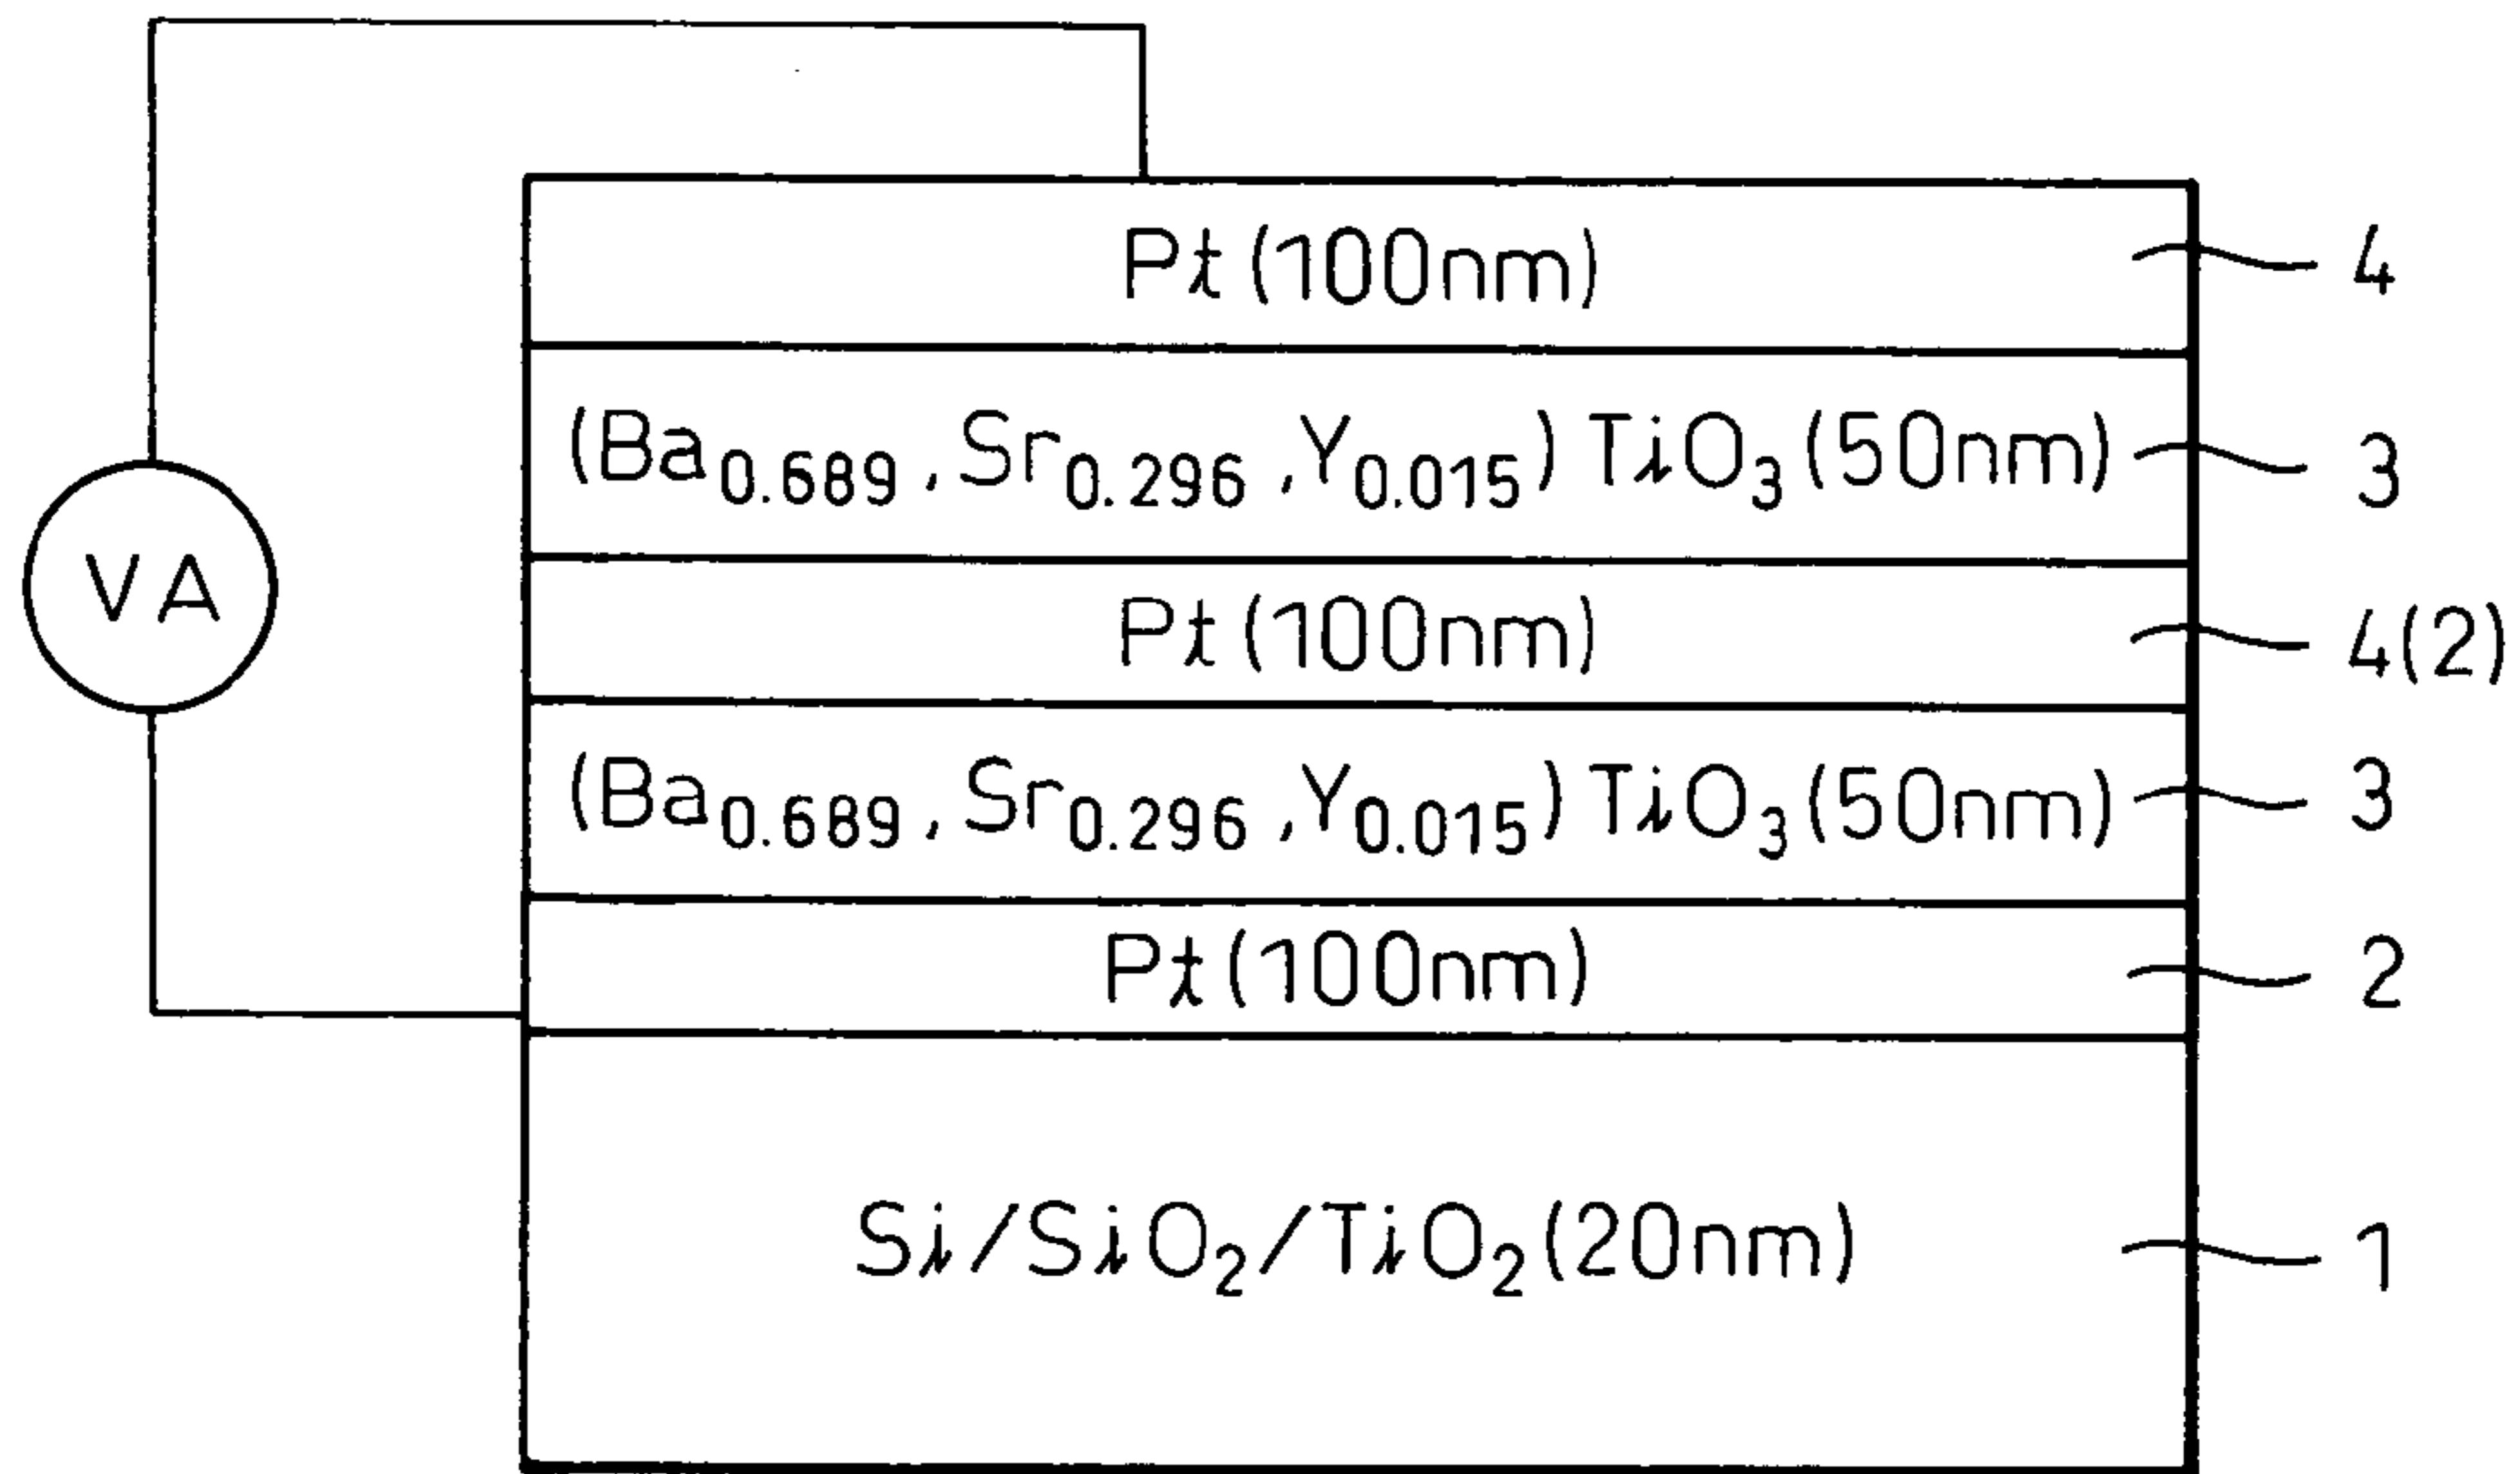 Pt(100nm) 4
(Ba0.689,Sr0.296,Y0.015)TiO3(50nm) 3
VA
Pt(100nm) 4(2)
(Ba0.689,Sr0.296,Y0.015)TiO3(50nm) 3
Pt(100nm) 2
Si/SiO2/TiO2(20nm) 1